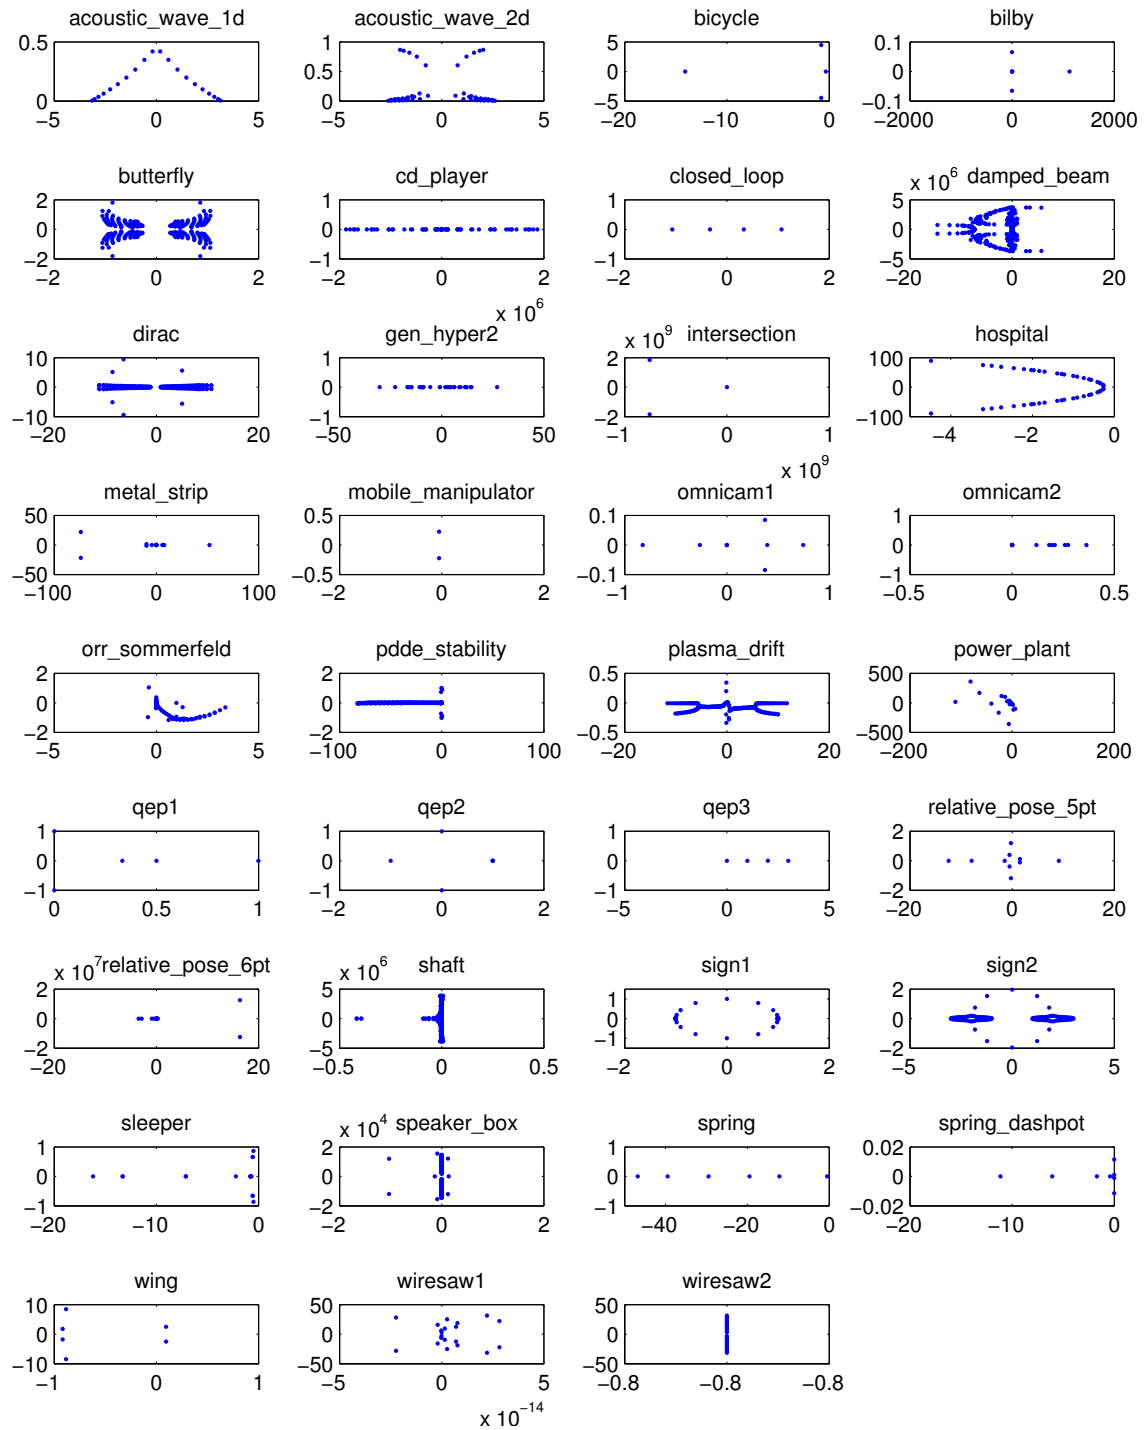 acoustic_wave_1d acoustic_wave_2d bicycle bilby
0.5 1 5 0.1
0.5 0 0
0 0 −5 −0.1
−5 0 5 −5 0 5 −20 −10 0 −2000 0 2000
butterfly cd_player closed_loop x 10^6 damped_beam
2 1 1 5
0 0 0 0
−2 −1 −1 −5
−2 0 2 −2 0 2 −2 0 2 −20 0 20
x 10^6
dirac gen_hyper2 x 10^9 intersection hospital
10 1 2 100
0 0 0 0
−10 −1 −2 −100
−20 0 20 −50 0 50 −1 0 1 −4 −2 0
x 10^9
metal_strip mobile_manipulator omnicam1 omnicam2
50 0.5 0.1 1
0 0 0 0
−50 −0.5 −0.1 −1
−100 0 100 −2 0 2 −1 0 1 −0.5 0 0.5
orr_sommerfeld pdde_stability plasma_drift power_plant
2 2 0.5 500
0 0 0 0
−2 −2 −0.5 −500
−5 0 5 −100 0 100 −20 0 20 −200 0 200
qep1 qep2 qep3 relative_pose_5pt
1 1 1 2
0 0 0 0
−1 −1 −1 −2
0 0.5 1 −2 0 2 −5 0 5 −20 0 20
x 10^7 relative_pose_6pt x 10^6 shaft sign1 sign2
2 5 1 2
0 0 0 0
−2 −5 −1 −2
−20 0 20 −0.5 0 0.5 −2 0 2 −5 0 5
sleeper x 10^4 speaker_box spring spring_dashpot
1 2 1 0.02
0 0 0 0
−1 −2 −1 −0.02
−20 −10 0 −2 0 2 −40 −20 0 −20 −10 0
wing wiresaw1 wiresaw2
10 50 50
0 0 0
−10 −50 −50
−1 0 1 −5 0 5 −0.8 −0.8 −0.8
x 10^−14